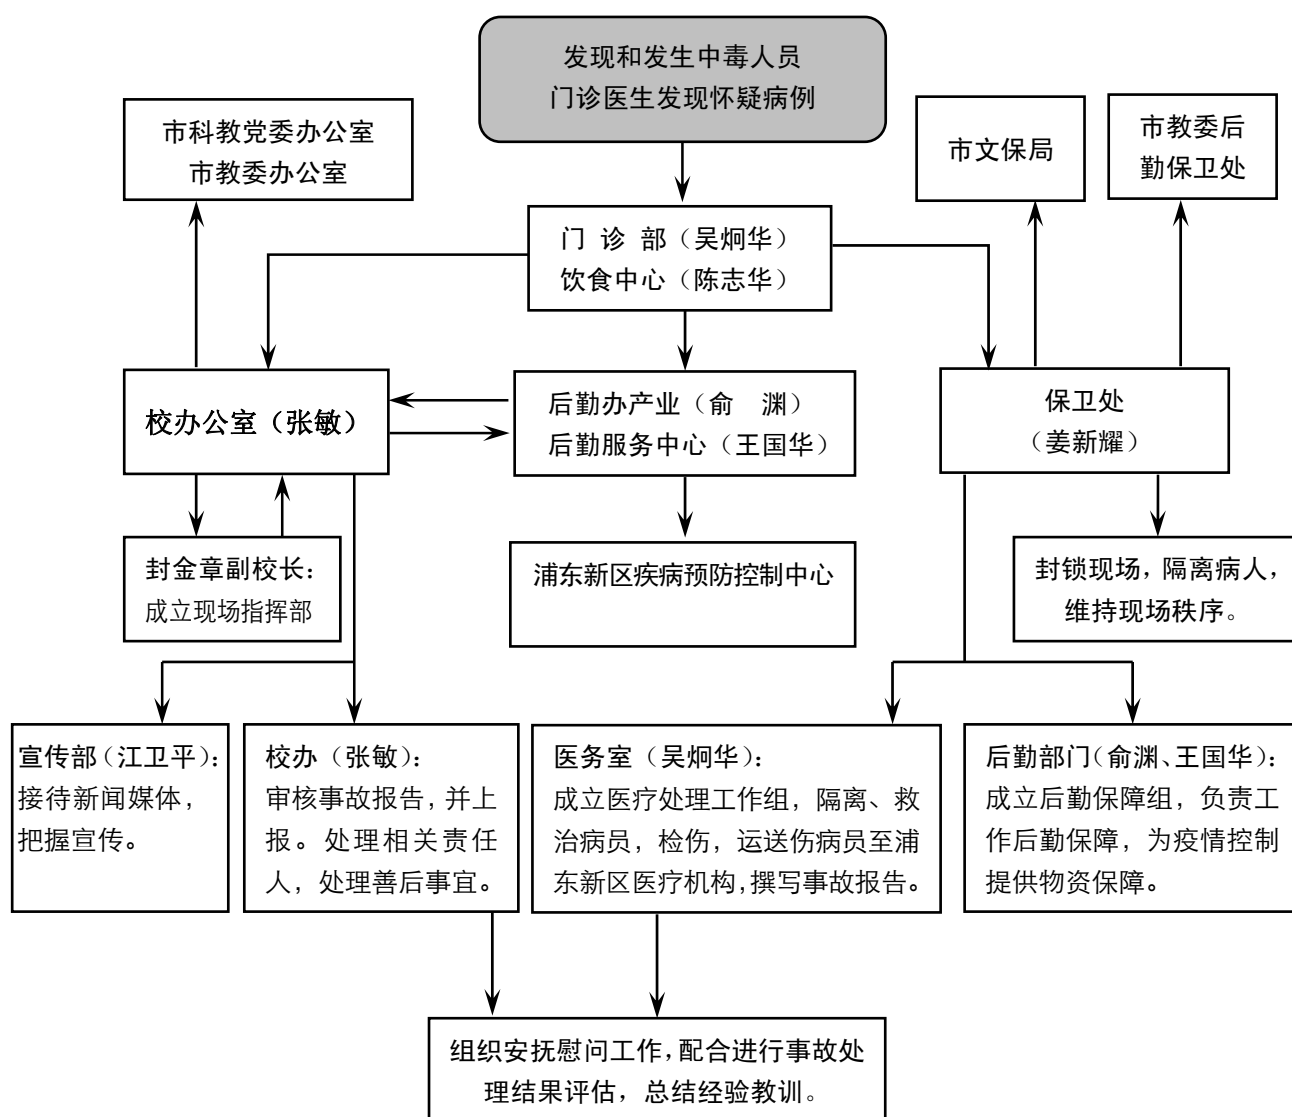 发现和发生中毒人员
门诊医生发现怀疑病例
市科教党委办公室
市教委办公室
市文保局
市教委后
勤保卫处
门 诊 部（吴炯华）
饮食中心（陈志华）
校办公室（张敏）
后勤办产业（俞　渊）
后勤服务中心（王国华）
保卫处
（姜新耀）
封金章副校长：
成立现场指挥部
浦东新区疾病预防控制中心
封锁现场，隔离病人，
维持现场秩序。
宣传部（江卫平）：
接待新闻媒体，
把握宣传。
校办（张敏）：
审核事故报告，并上
报。处理相关责任
人，处理善后事宜。
医务室（吴炯华）：
成立医疗处理工作组，隔离、救
治病员，检伤，运送伤病员至浦
东新区医疗机构，撰写事故报告。
后勤部门（俞渊、王国华）：
成立后勤保障组，负责工
作后勤保障，为疫情控制
提供物资保障。
组织安抚慰问工作，配合进行事故处
理结果评估，总结经验教训。